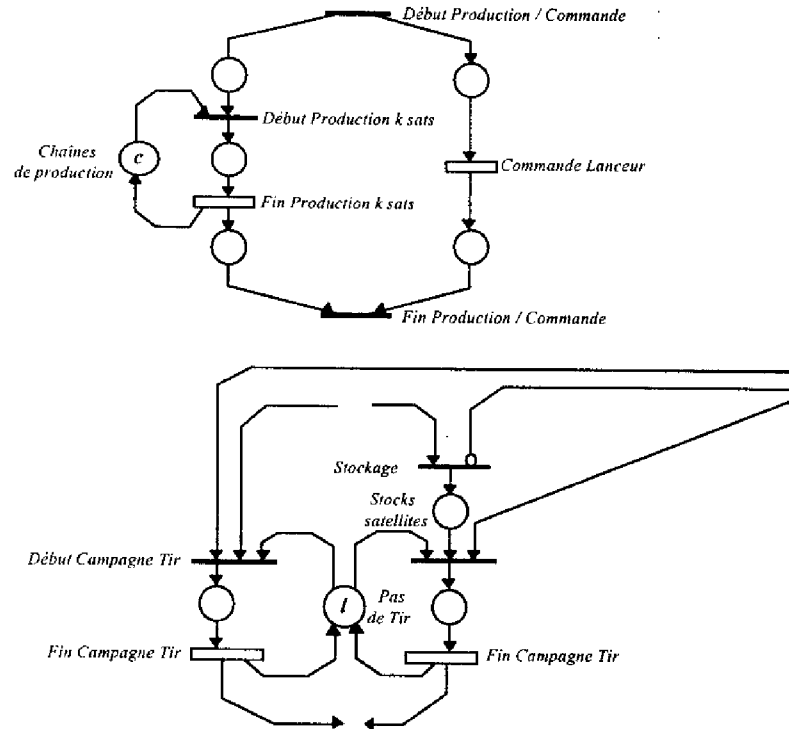 Début Production / Commande
Début Production k sats
Chaînes
de production
c
Commande Lanceur
Fin Production k sats
Fin Production / Commande
Stockage
Stocks
satellites
Début Campagne Tir
l
Pas
de Tir
Fin Campagne Tir
Fin Campagne Tir